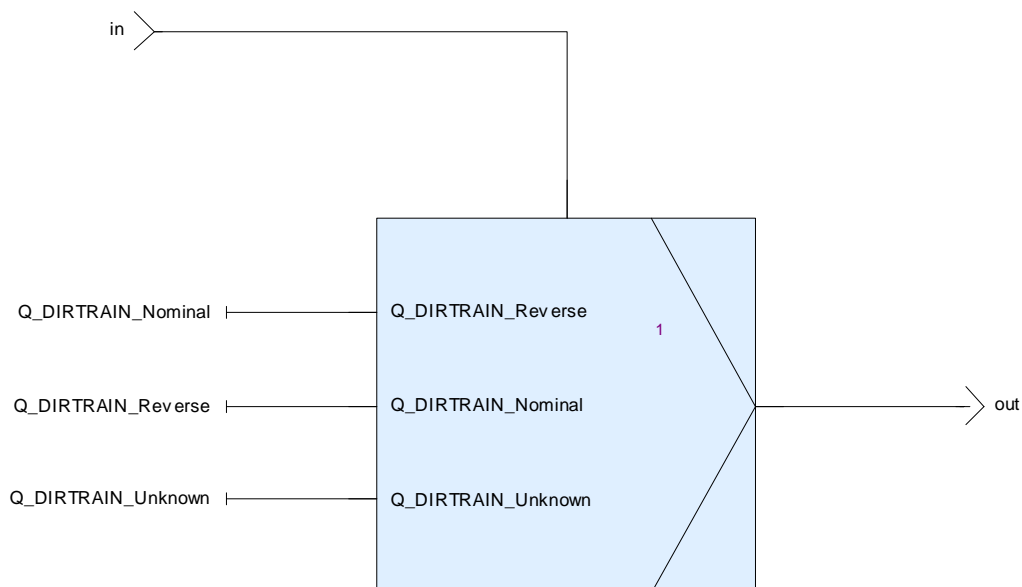 in
Q_DIRTRAIN_Nominal
Q_DIRTRAIN_Reverse
1
Q_DIRTRAIN_Reverse
Q_DIRTRAIN_Nominal
out
Q_DIRTRAIN_Unknown
Q_DIRTRAIN_Unknown